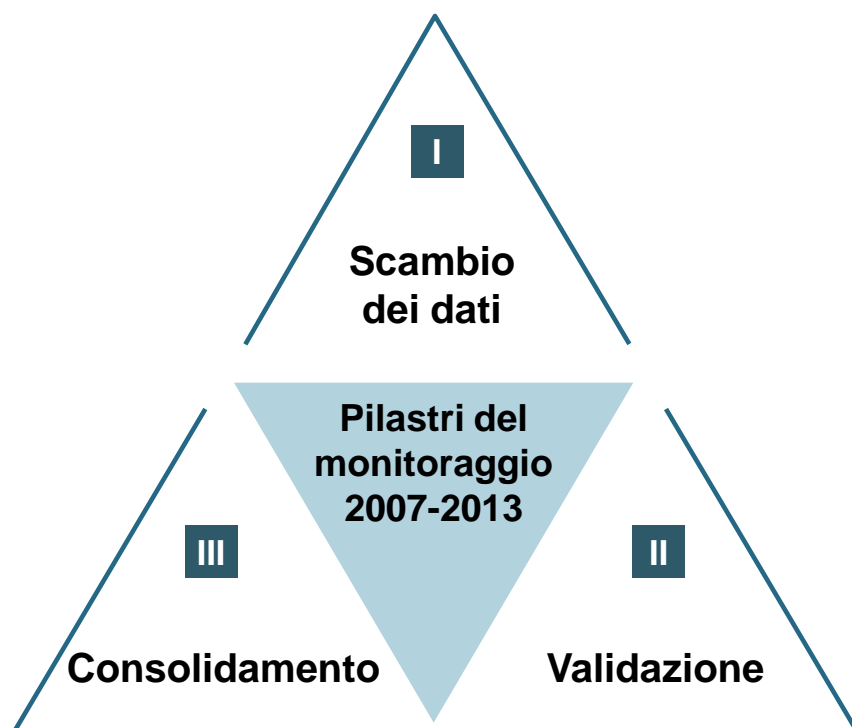 I
Scambio
dei dati
Pilastri del
monitoraggio
2007-2013
III
Consolidamento
II
Validazione